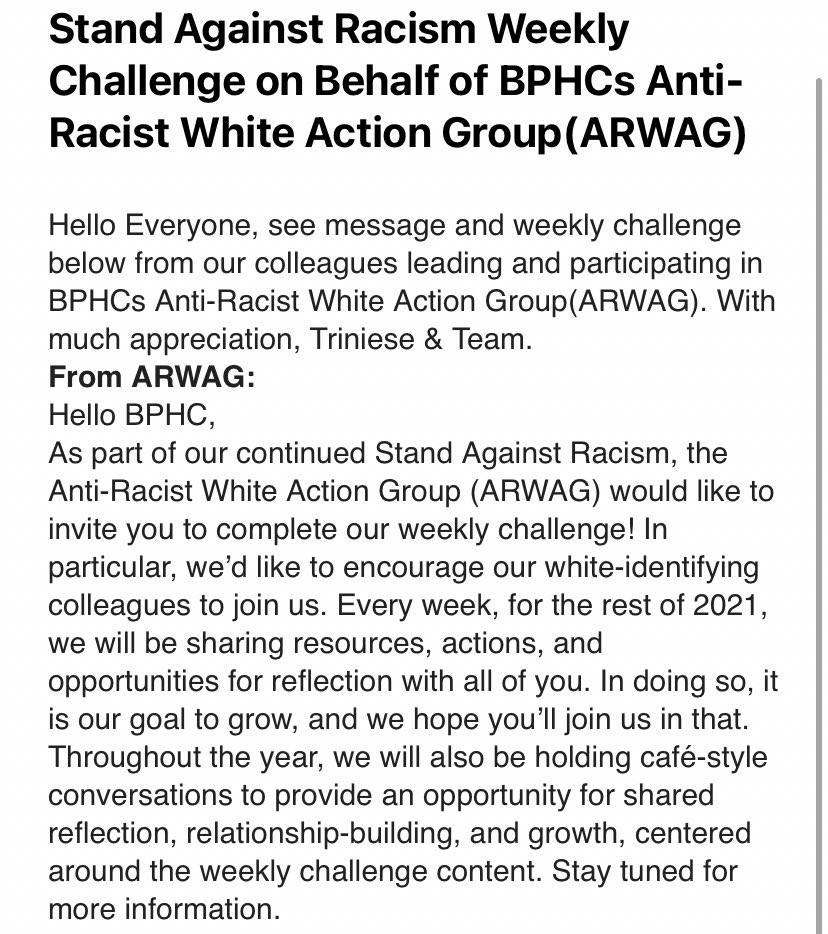 Stand Against Racism Weekly
Challenge on Behalf of BPHCs Anti-
Racist White Action Group(ARWAG)
Hello Everyone, see message and weekly challenge
below from our colleagues leading and participating in
BPHCs Anti-Racist White Action Group(ARWAG). With
much appreciation, Triniese & Team.
From ARWAG:
Hello BPHC,
As part of our continued Stand Against Racism, the
Anti-Racist White Action Group (ARWAG) would like to
invite you to complete our weekly challenge! In
particular, we’d like to encourage our white-identifying
colleagues to join us. Every week, for the rest of 2021,
we will be sharing resources, actions, and
opportunities for reflection with all of you. In doing so, it
is our goal to grow, and we hope you’ll join us in that.
Throughout the year, we will also be holding café-style
conversations to provide an opportunity for shared
reflection, relationship-building, and growth, centered
around the weekly challenge content. Stay tuned for
more information.